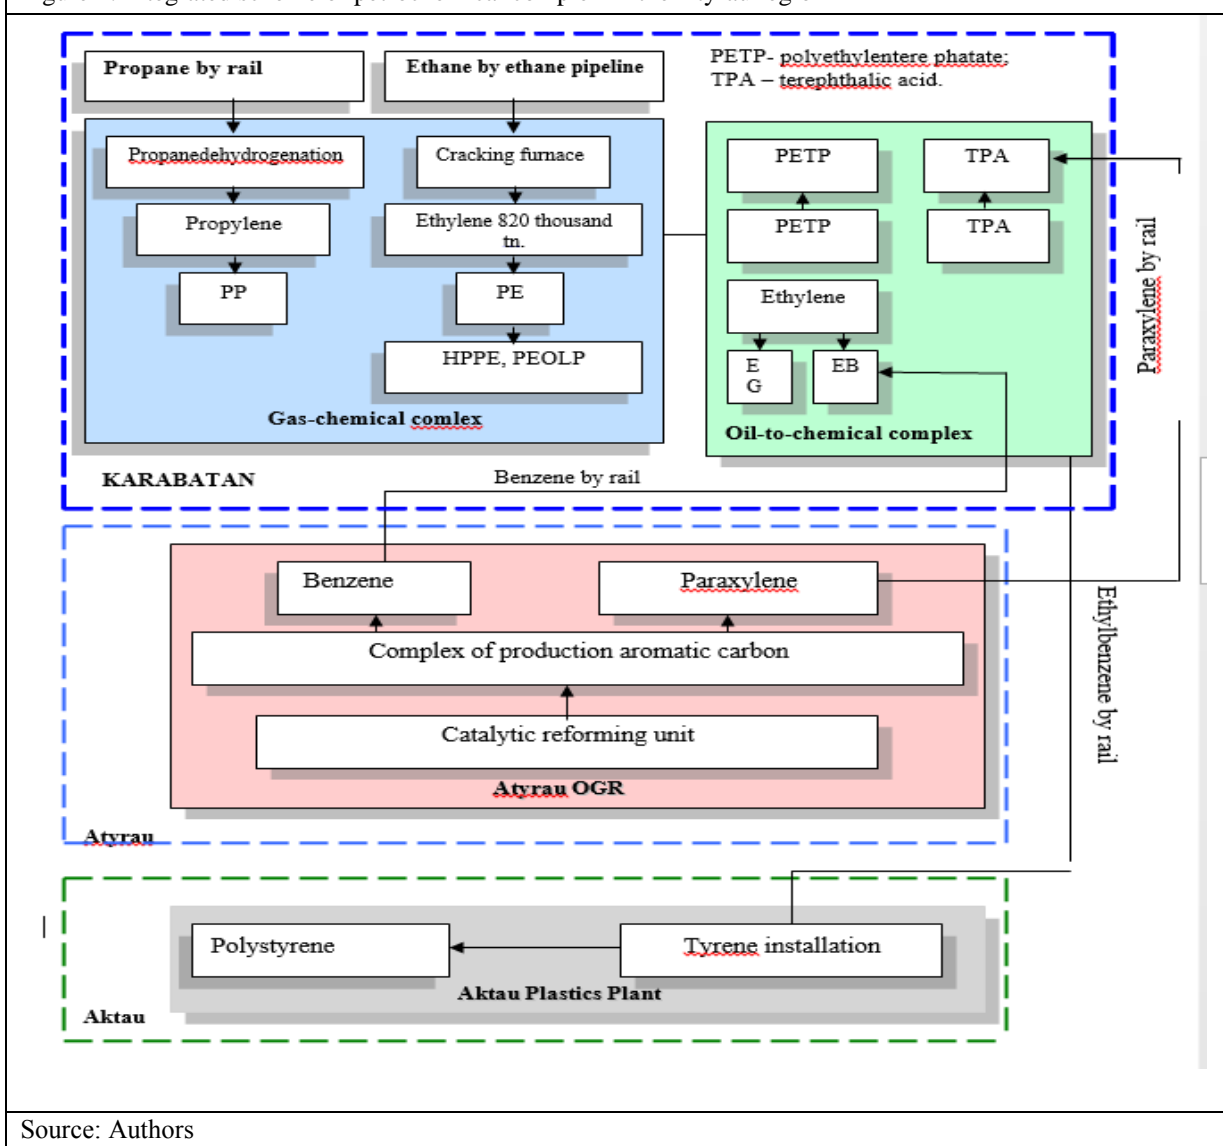 Propane by rail
Ethane by ethane pipeline
PETP- polyethylentere phatate;
TPA – terephthalic acid.
Propanedehydrogenation
Cracking furnace
PETP
TPA
Propylene
Ethylene 820 thousand
tn.
PETP
TPA
PP
PE
Ethylene
HPPE, PEOLP
E
G
EB
Gas-chemical comlex
Oil-to-chemical complex
KARABATAN
Benzene by rail
Paraxylene by rail
Benzene
Paraxylene
Complex of production aromatic carbon
Catalytic reforming unit
Atyrau OGR
Atyrau
Ethylbenzene by rail
Polystyrene
Tyrene installation
Aktau Plastics Plant
Aktau
Source: Authors